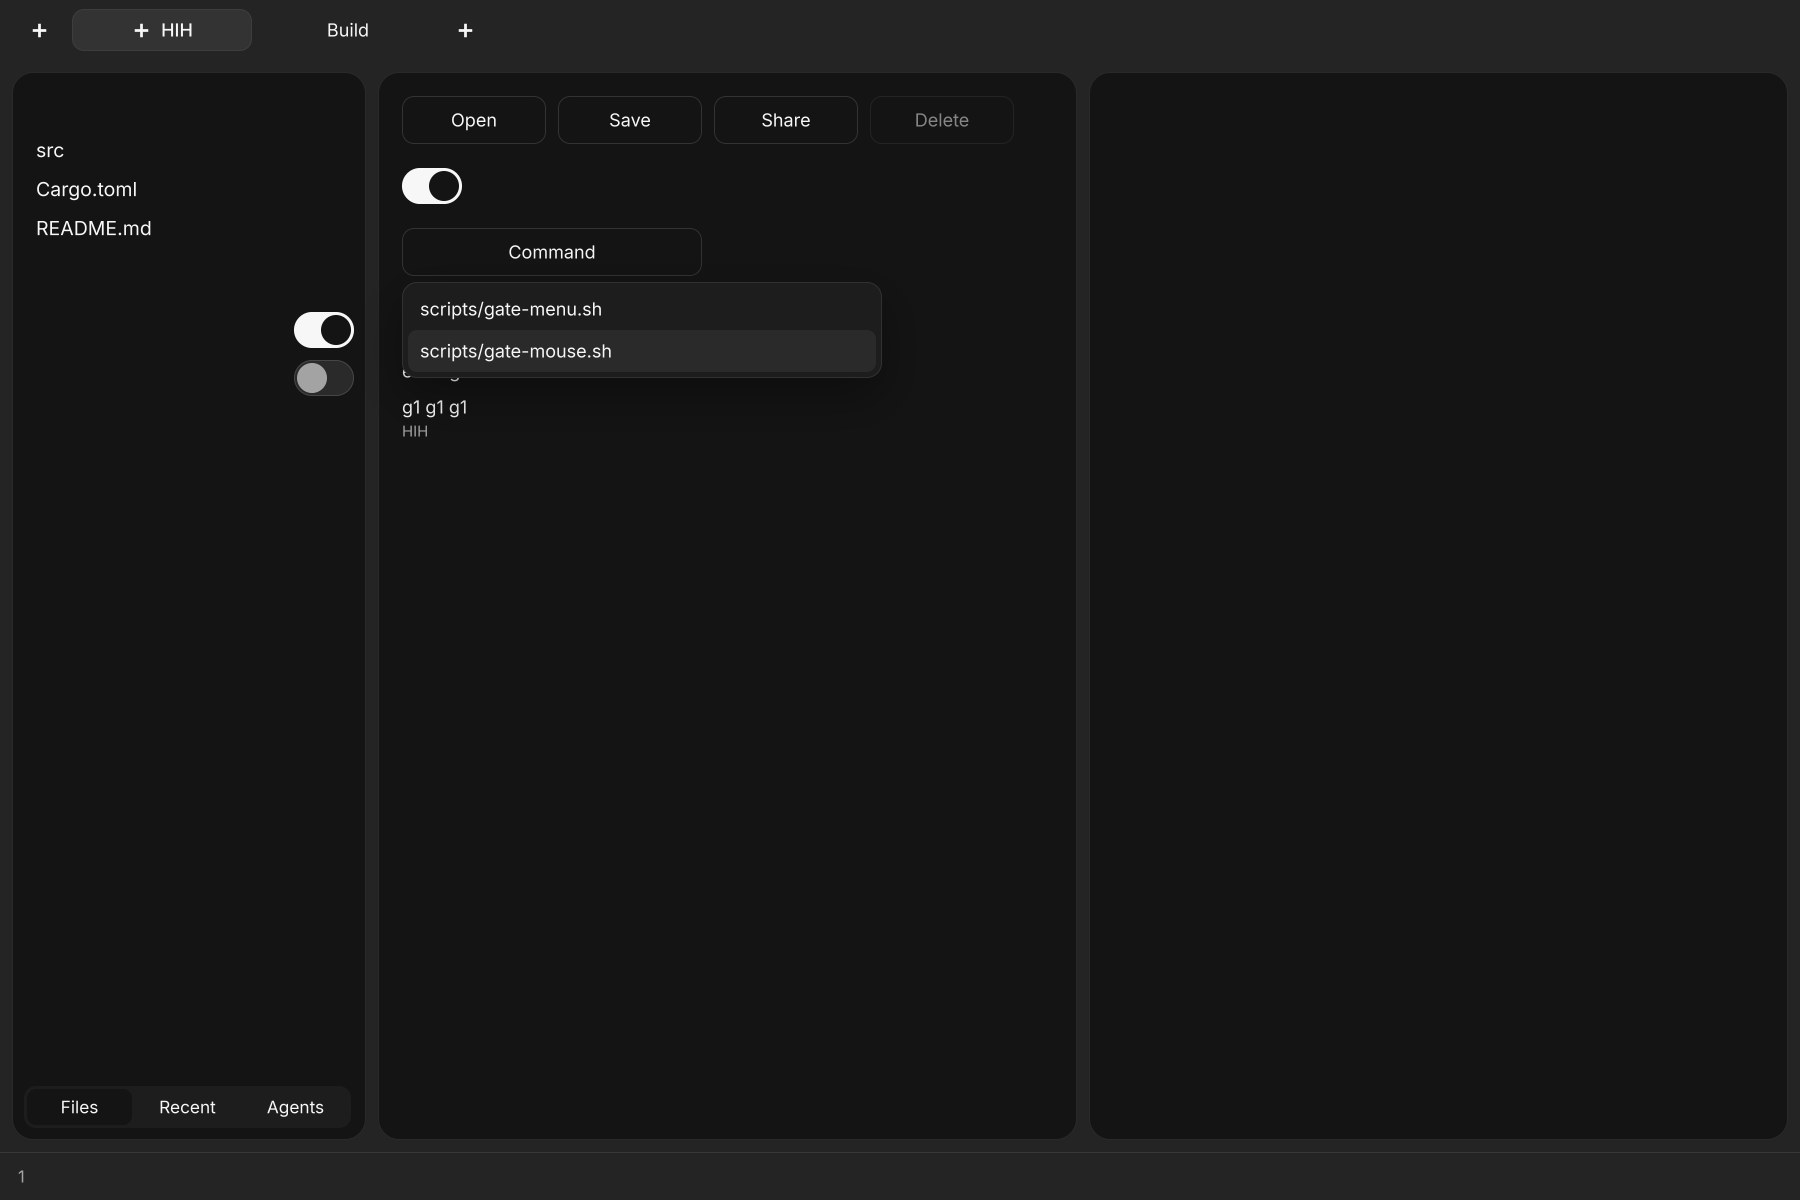 + + HIH Build +
src
Cargo.toml
README.md
Open Save Share Delete
Command
scripts/gate-menu.sh
scripts/gate-mouse.sh
g1 g1 g1
HIH
Files Recent Agents
1